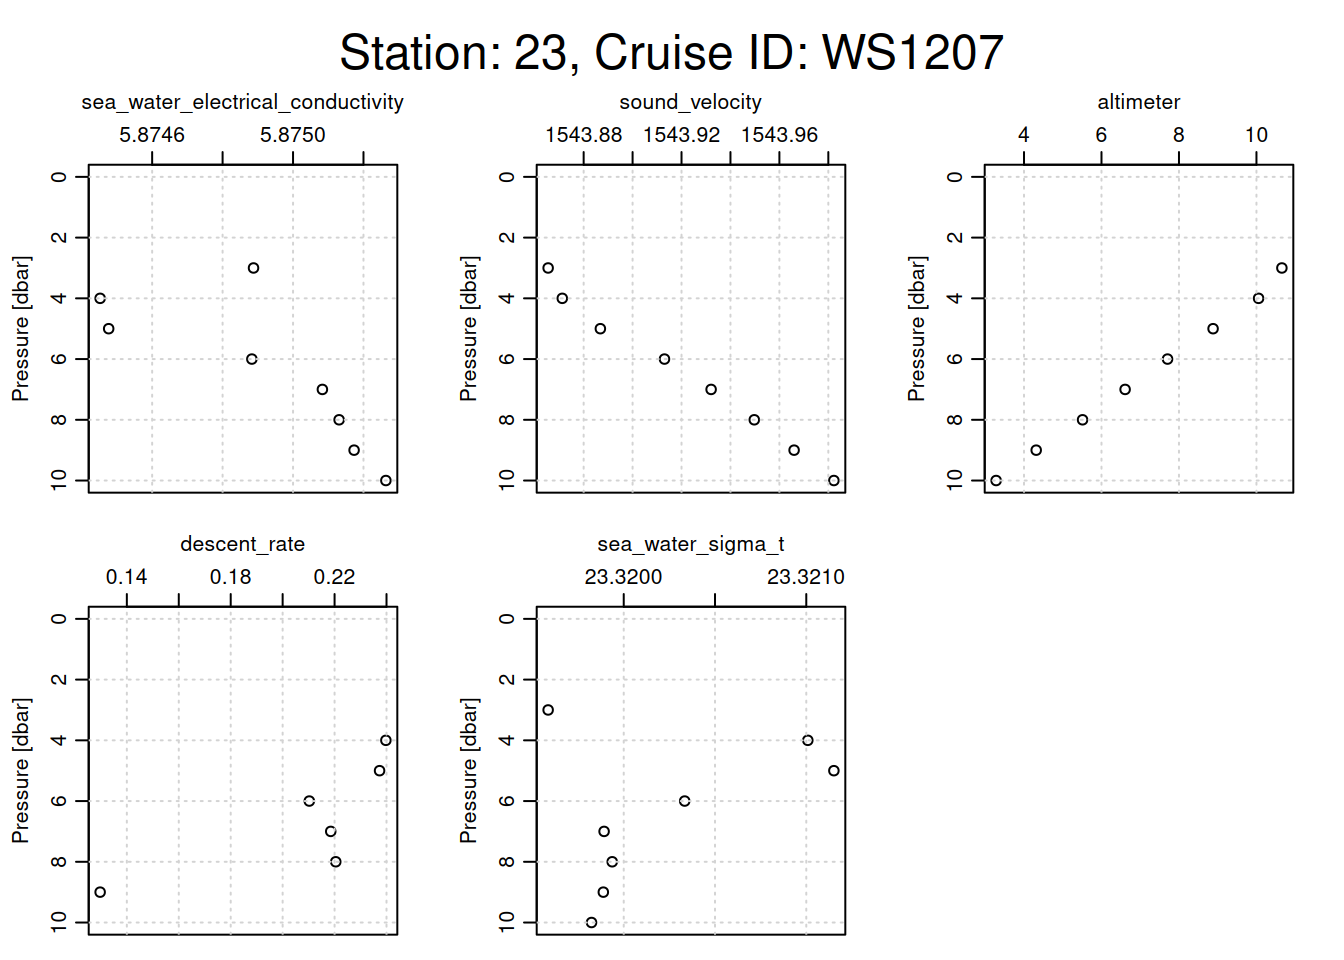 Station: 23, Cruise ID: WS1207
sea_water_electrical_conductivity
5.8746 5.8750
Pressure [dbar]
0 2 4 6 8 10
sound_velocity
1543.88 1543.92 1543.96
Pressure [dbar]
0 2 4 6 8 10
altimeter
4 6 8 10
Pressure [dbar]
0 2 4 6 8 10
descent_rate
0.14 0.18 0.22
Pressure [dbar]
0 2 4 6 8 10
sea_water_sigma_t
23.3200 23.3210
Pressure [dbar]
0 2 4 6 8 10